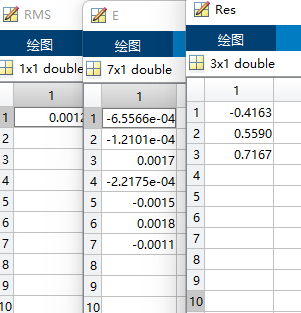 RMS
绘图
1x1 double
1
1 0.0012
2
3
4
5
6
7
8
9
10
E
绘图
7x1 double
1
1 -6.5566e-04
2 -1.2101e-04
3 0.0017
4 -2.2175e-04
5 -0.0015
6 0.0018
7 -0.0011
8
9
10
Res
绘图
3x1 double
1
1 -0.4163
2 0.5590
3 0.7167
4
5
6
7
8
9
10